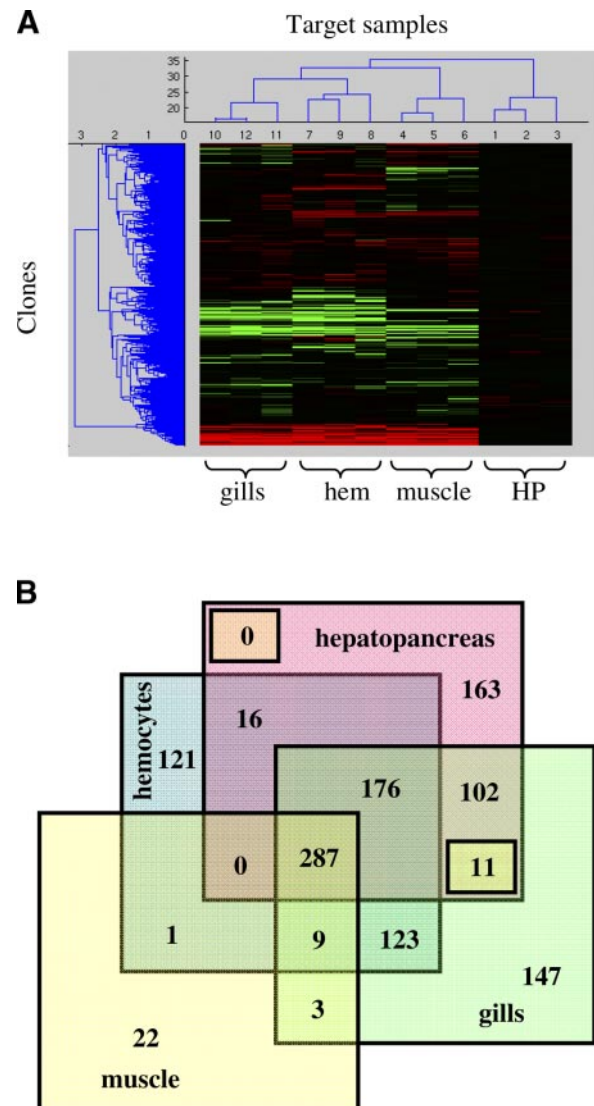 A
Target samples
35
30
25
20
10 12 11 7 9 8 4 5 6 1 2 3
3 2 1 0
Clones
gills hem muscle HP
B
0
hepatopancreas
163
16
hemocytes
121
176
102
0
287
11
1
9
123
147
3
gills
22
muscle